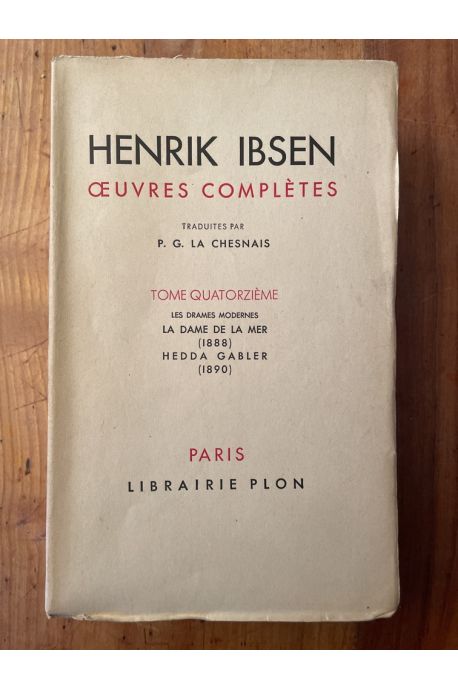 HENRIK IBSEN
ŒUVRES COMPLÈTES
TRADUITES PAR
P. G. LA CHESNAIS
TOME QUATORZIÈME
LES DRAMES MODERNES
LA DAME DE LA MER
(1888)
HEDDA GABLER
(1890)
PARIS
LIBRAIRIE PLON